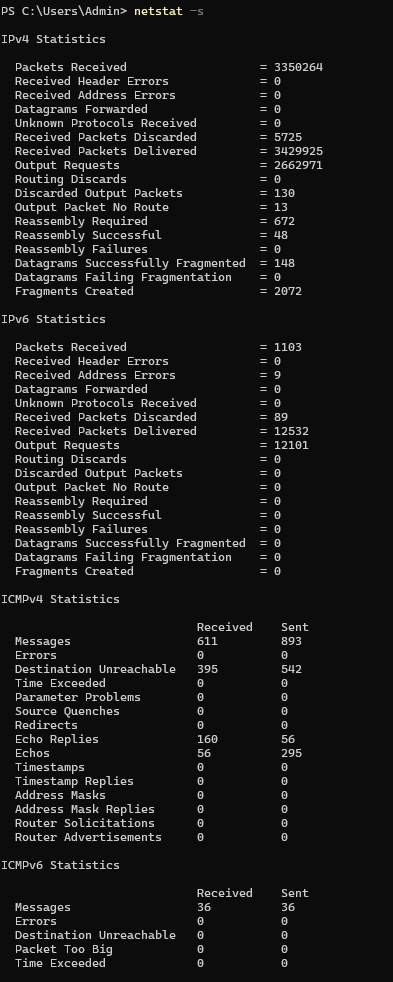 PS C:\Users\Admin> netstat -s
IPv4 Statistics
Packets Received = 3350264
Received Header Errors = 0
Received Address Errors = 0
Datagrams Forwarded = 0
Unknown Protocols Received = 0
Received Packets Discarded = 5725
Received Packets Delivered = 3429925
Output Requests = 2662971
Routing Discards = 0
Discarded Output Packets = 130
Output Packet No Route = 13
Reassembly Required = 672
Reassembly Successful = 48
Reassembly Failures = 0
Datagrams Successfully Fragmented = 148
Datagrams Failing Fragmentation = 0
Fragments Created = 2072
IPv6 Statistics
Packets Received = 1103
Received Header Errors = 0
Received Address Errors = 9
Datagrams Forwarded = 0
Unknown Protocols Received = 0
Received Packets Discarded = 89
Received Packets Delivered = 12532
Output Requests = 12101
Routing Discards = 0
Discarded Output Packets = 0
Output Packet No Route = 0
Reassembly Required = 0
Reassembly Successful = 0
Reassembly Failures = 0
Datagrams Successfully Fragmented = 0
Datagrams Failing Fragmentation = 0
Fragments Created = 0
ICMPv4 Statistics
Received Sent
Messages 611 893
Errors 0 0
Destination Unreachable 395 542
Time Exceeded 0 0
Parameter Problems 0 0
Source Quenches 0 0
Redirects 0 0
Echo Replies 160 56
Echos 56 295
Timestamps 0 0
Timestamp Replies 0 0
Address Masks 0 0
Address Mask Replies 0 0
Router Solicitations 0 0
Router Advertisements 0 0
ICMPv6 Statistics
Received Sent
Messages 36 36
Errors 0 0
Destination Unreachable 0 0
Packet Too Big 0 0
Time Exceeded 0 0